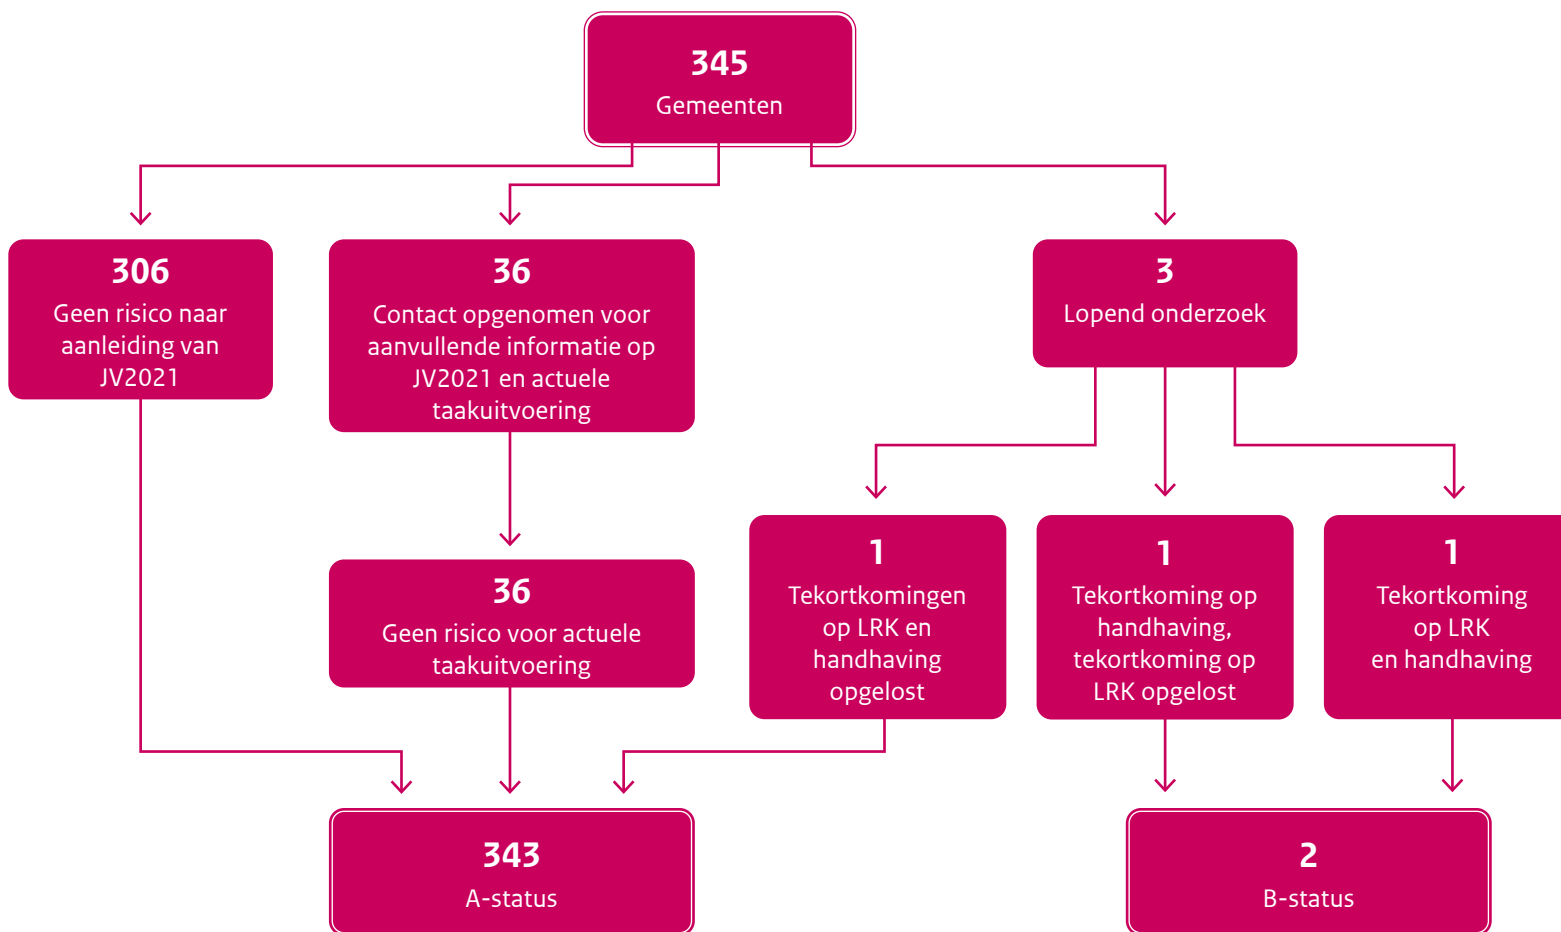 345
Gemeenten
306
Geen risico naar
aanleiding van
JV2021
36
Contact opgenomen voor
aanvullende informatie op
JV2021 en actuele
taakuitvoering
3
Lopend onderzoek
36
Geen risico voor actuele
taakuitvoering
1
Tekortkomingen
op LRK en
handhaving
opgelost
1
Tekortkoming op
handhaving,
tekortkoming op
LRK opgelost
1
Tekortkoming
op LRK
en handhaving
343
A-status
2
B-status